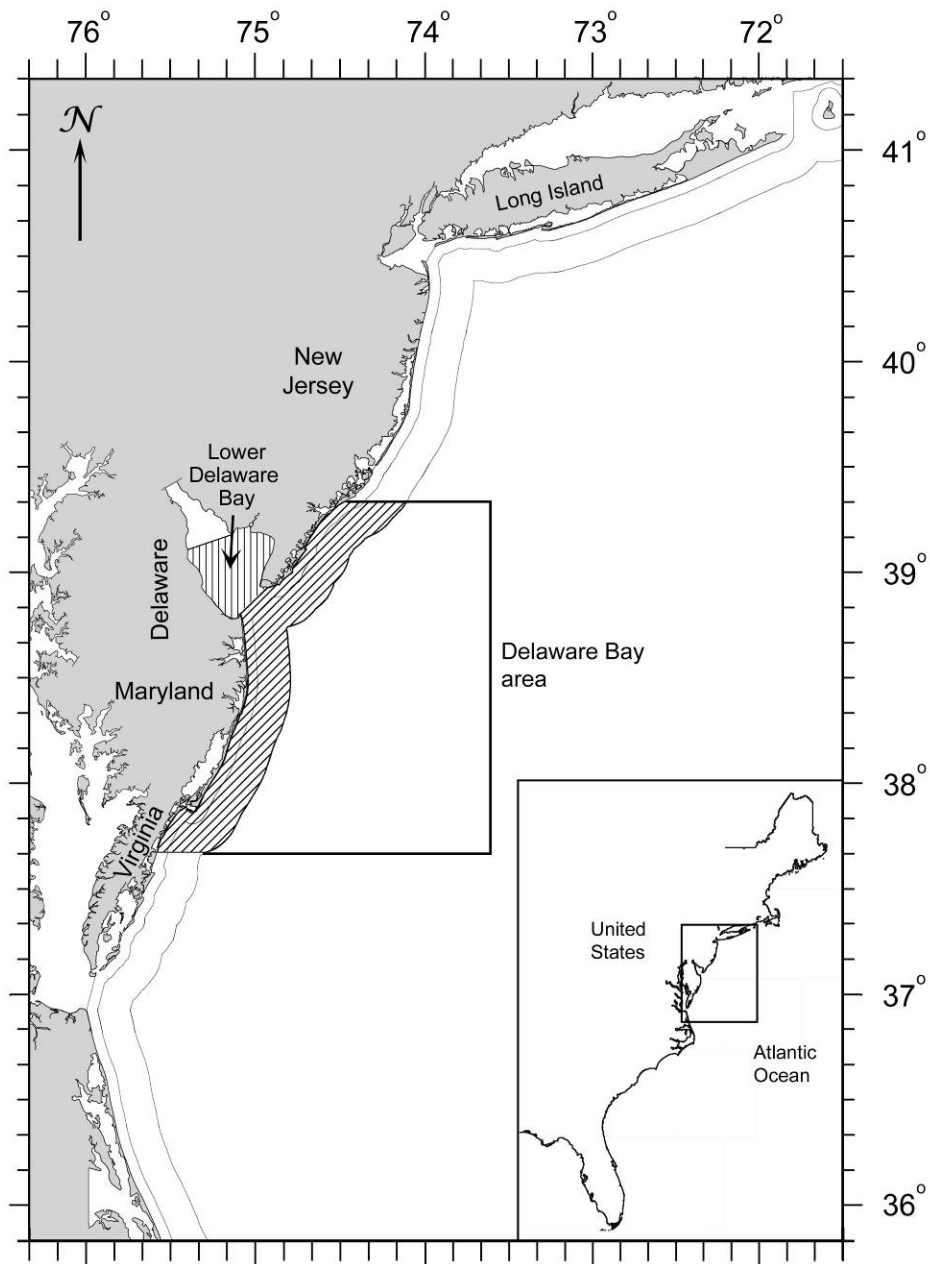 76° 75° 74° 73° 72°
N
41°
Long Island
40°
New
Jersey
Lower
Delaware
Bay
39°
Delaware
Delaware Bay
area
Maryland
38°
Virginia
United
States
37°
Atlantic
Ocean
36°